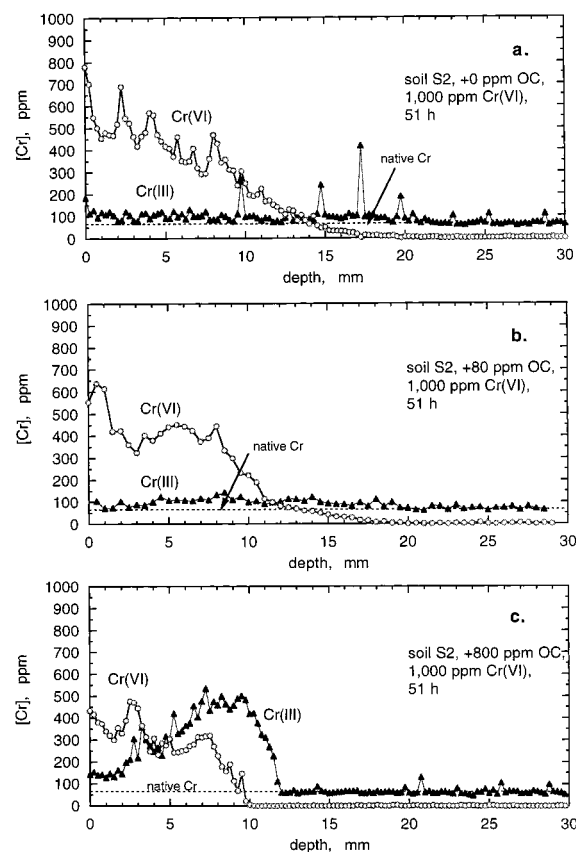 a.
soil S2, +0 ppm OC,
1,000 ppm Cr(VI),
51 h
Cr(VI)
native Cr
Cr(III)
[Cr], ppm
1000
900
800
700
600
500
400
300
200
100
0
0 5 10 15 20 25 30
depth, mm
b.
soil S2, +80 ppm OC,
1,000 ppm Cr(VI),
51 h
Cr(VI)
native Cr
Cr(III)
[Cr], ppm
1000
900
800
700
600
500
400
300
200
100
0
0 5 10 15 20 25 30
depth, mm
c.
soil S2, +800 ppm OC,
1,000 ppm Cr(VI),
51 h
Cr(VI)
Cr(III)
native Cr
[Cr], ppm
1000
900
800
700
600
500
400
300
200
100
0
0 5 10 15 20 25 30
depth, mm